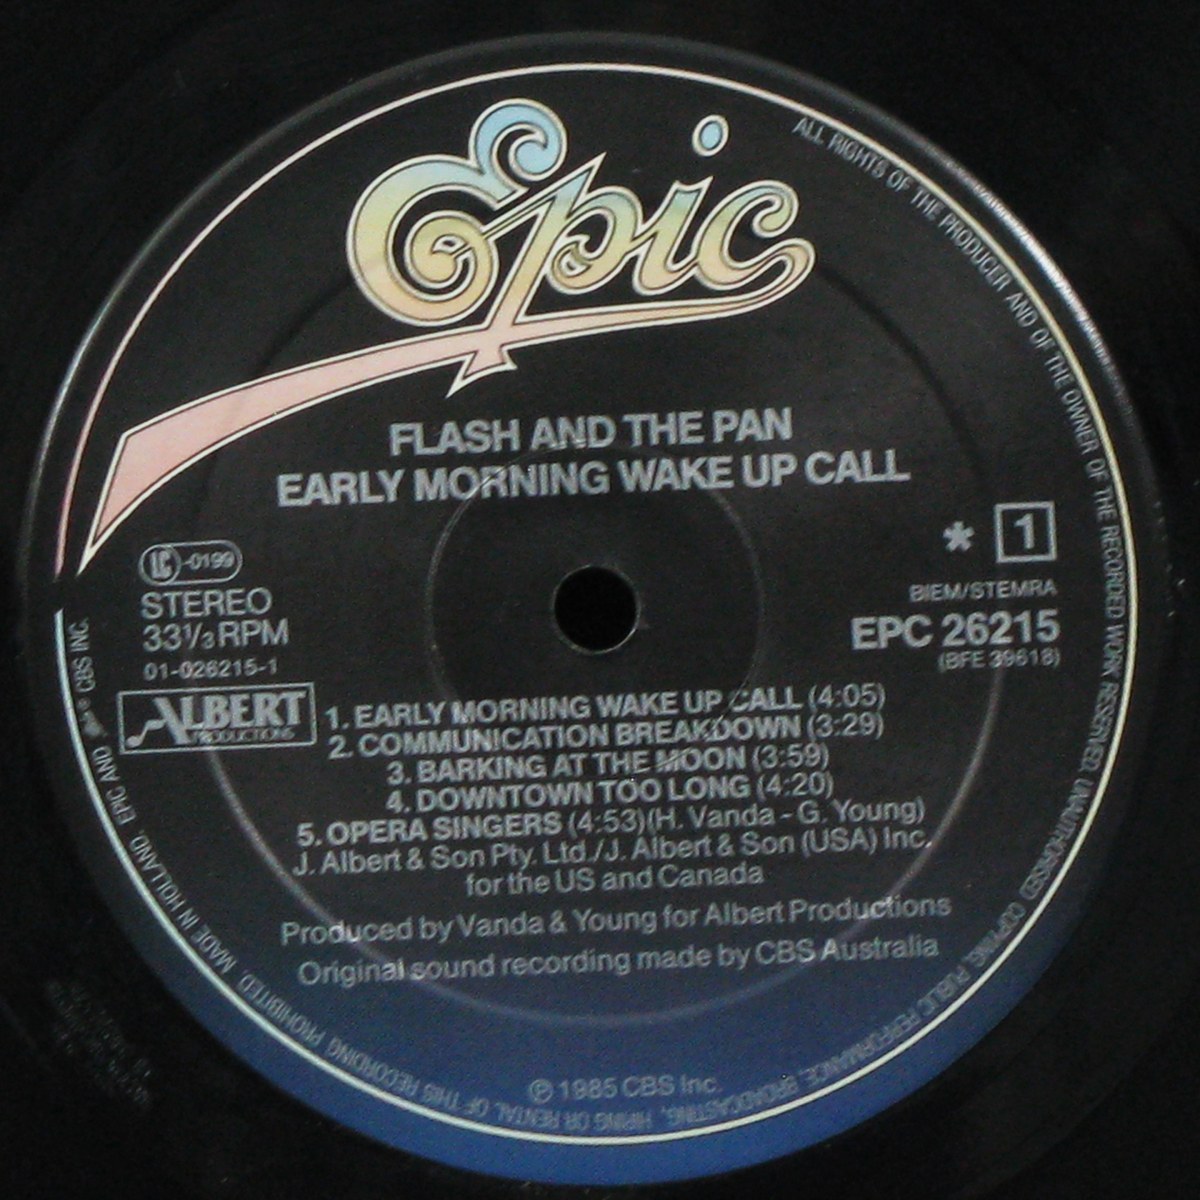 Epic
FLASH AND THE PAN
EARLY MORNING WAKE UP CALL
* 1
LC-0199
STEREO
33 1/3 RPM
01-026215-1
BIEM/STEMRA
EPC 26215
(BFE 39618)
ALBERT
PRODUCTIONS
1. EARLY MORNING WAKE UP CALL (4:05)
2. COMMUNICATION BREAKDOWN (3:29)
3. BARKING AT THE MOON (3:59)
4. DOWNTOWN TOO LONG (4:20)
5. OPERA SINGERS (4:53)(H. Vanda - G. Young)
J. Albert & Son Pty. Ltd./J. Albert & Son (USA) Inc.
for the US and Canada
Produced by Vanda & Young for Albert Productions
Original sound recording made by CBS Australia
℗ 1985 CBS Inc.
ALL RIGHTS OF THE PRODUCER AND OF THE OWNER OF THE RECORDED WORK RESERVED. UNAUTHORISED COPYING, PUBLIC PERFORMANCE, BROADCASTING, HIRING OR RENTAL OF THIS RECORDING PROHIBITED. MADE IN HOLLAND. EPIC AND CBS INC.